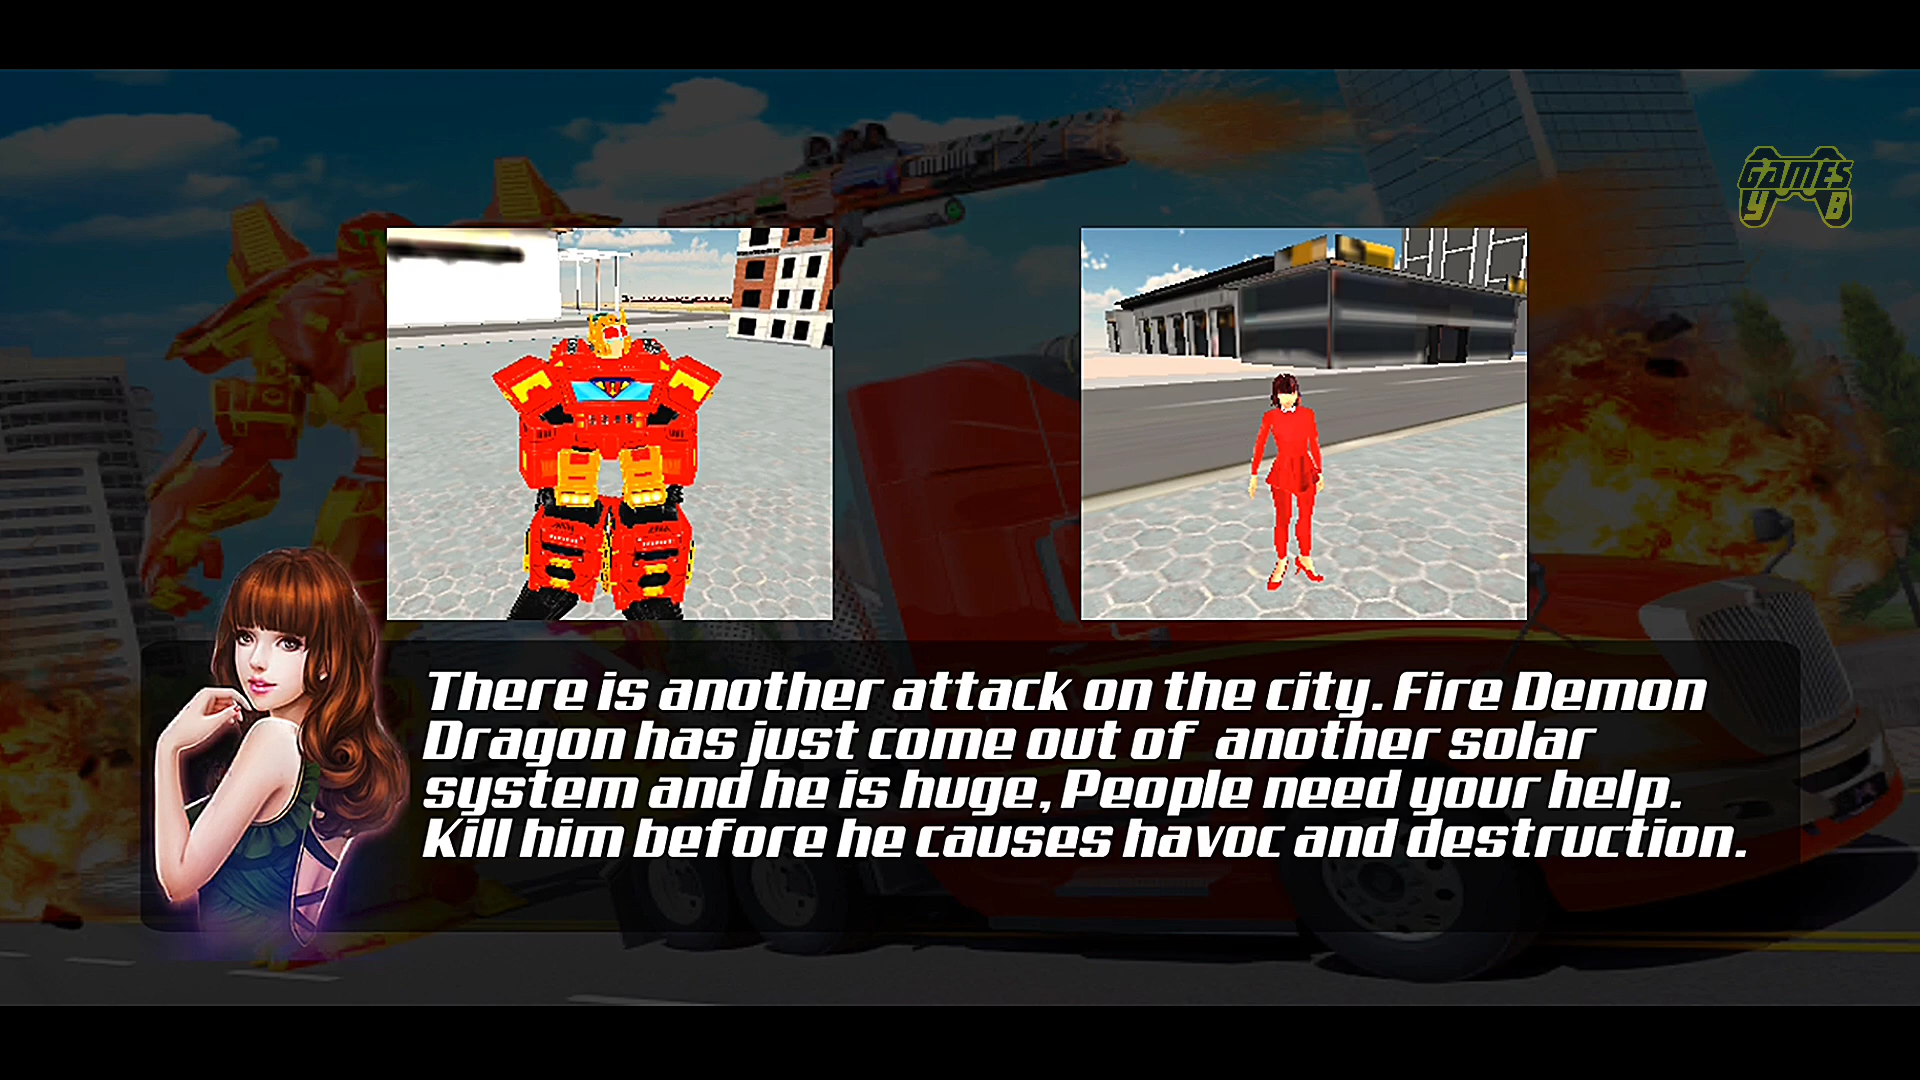 GAMES
Y B
There is another attack on the city. Fire Demon
Dragon has just come out of another solar
system and he is huge, People need your help.
Kill him before he causes havoc and destruction.